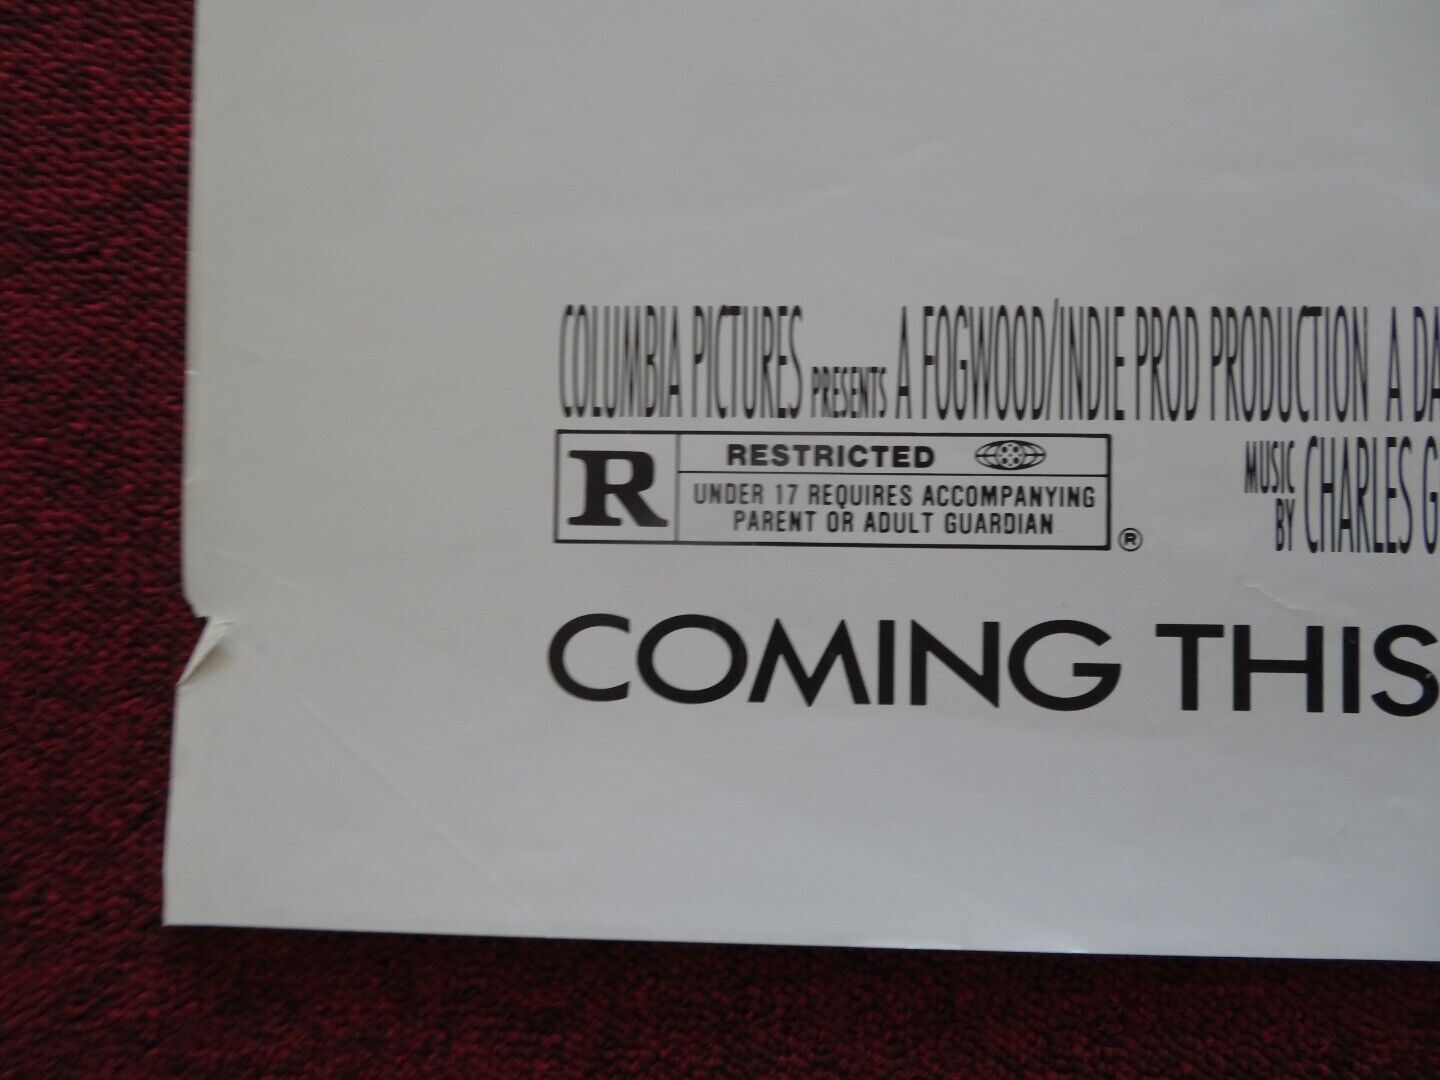 COLUMBIA PICTURES PRESENTS A FOGWOOD/INDIE PROD PRODUCTION A DA
R
RESTRICTED
UNDER 17 REQUIRES ACCOMPANYING
PARENT OR ADULT GUARDIAN
®
MUSIC BY CHARLES G
COMING THIS